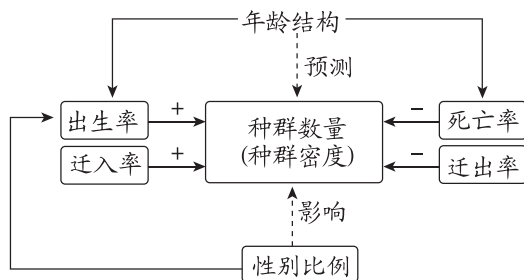 年龄结构
预测
出生率
+
种群数量
(种群密度)
−
死亡率
迁入率
+
−
迁出率
影响
性别比例